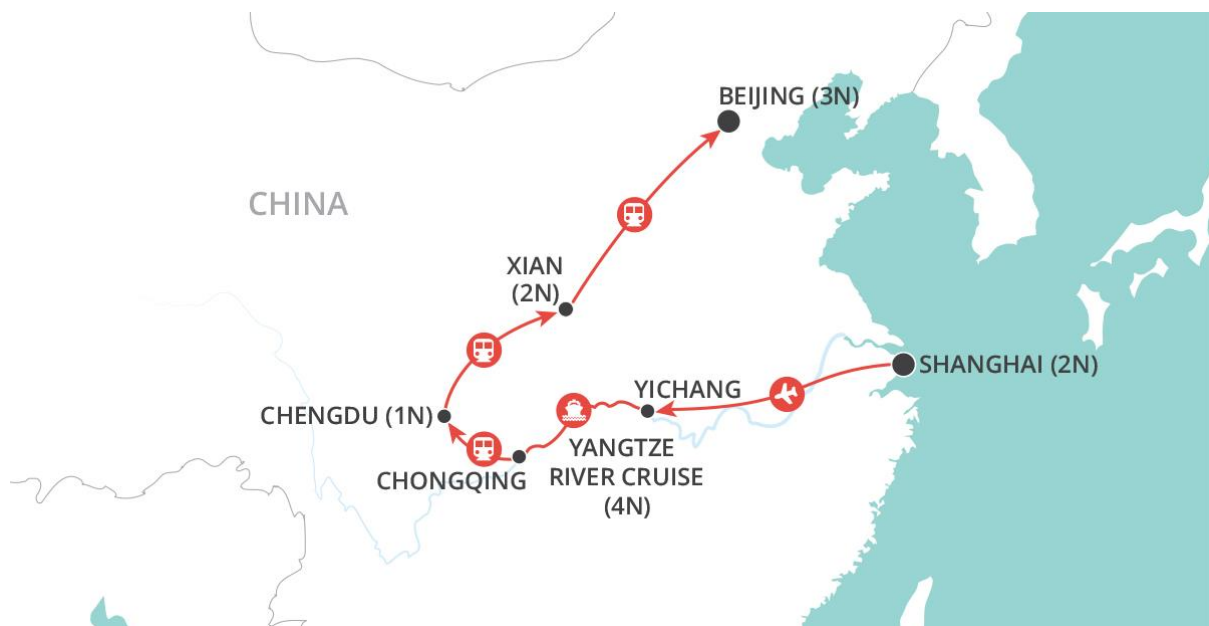 BEIJING (3N)
CHINA
XIAN
(2N)
SHANGHAI (2N)
YICHANG
CHENGDU (1N)
YANGTZE
RIVER CRUISE
(4N)
CHONGQING